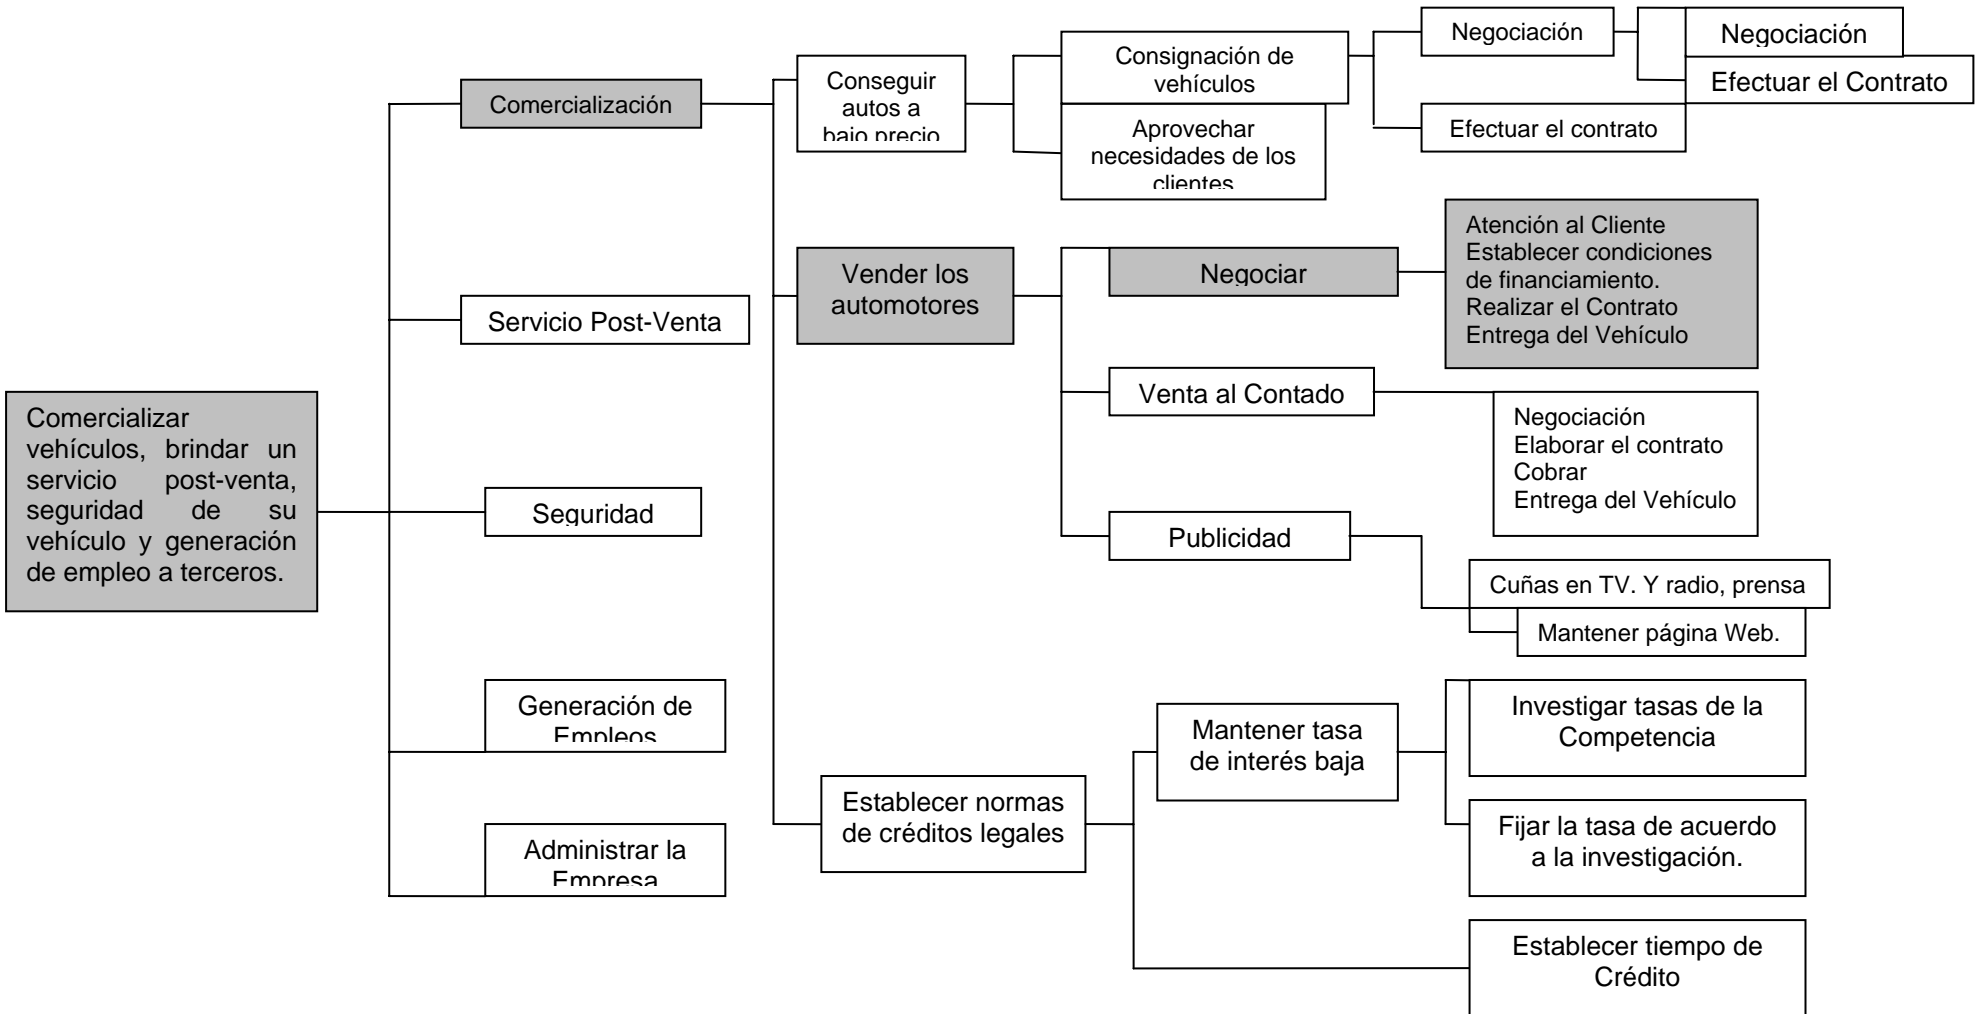 Comercializar
vehículos, brindar un
servicio post-venta,
seguridad de su
vehículo y generación
de empleo a terceros.
Comercialización
Servicio Post-Venta
Seguridad
Generación de
Empleos
Administrar la
Empresa
Conseguir
autos a
bajo precio
Vender los
automotores
Establecer normas
de créditos legales
Consignación de
vehículos
Aprovechar
necesidades de los
clientes
Negociar
Venta al Contado
Publicidad
Mantener tasa
de interés baja
Negociación
Efectuar el contrato
Negociación
Efectuar el Contrato
Atención al Cliente
Establecer condiciones
de financiamiento.
Realizar el Contrato
Entrega del Vehículo
Negociación
Elaborar el contrato
Cobrar
Entrega del Vehículo
Cuñas en TV. Y radio, prensa
Mantener página Web.
Investigar tasas de la
Competencia
Fijar la tasa de acuerdo
a la investigación.
Establecer tiempo de
Crédito